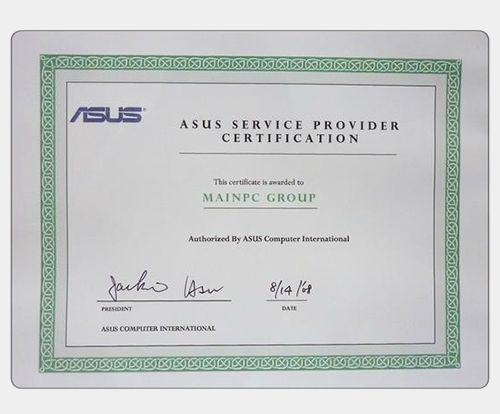 ASUS®
ASUS SERVICE PROVIDER
CERTIFICATION
This certificate is awarded to
MAINPC GROUP
Authorized By ASUS Computer International
Jackie Hsu 8/14/08
PRESIDENT DATE
ASUS COMPUTER INTERNATIONAL